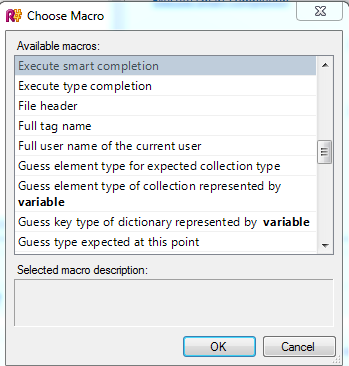 R# Choose Macro
Available macros:
Execute smart completion
Execute type completion
File header
Full tag name
Full user name of the current user
Guess element type for expected collection type
Guess element type of collection represented by
variable
Guess key type of dictionary represented by variable
Guess type expected at this point
Selected macro description:
OK
Cancel